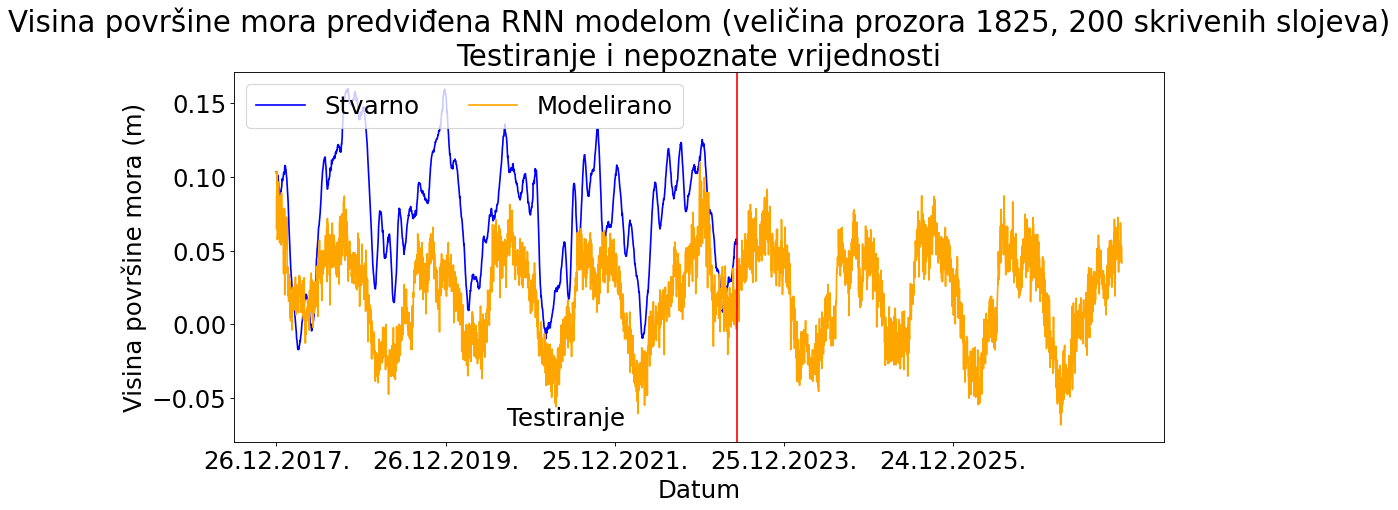 Visina površine mora predviđena RNN modelom (veličina prozora 1825, 200 skrivenih slojeva)
Testiranje i nepoznate vrijednosti
Stvarno Modelirano
Visina površine mora (m)
0.15
0.10
0.05
0.00
−0.05
Testiranje
26.12.2017. 26.12.2019. 25.12.2021. 25.12.2023. 24.12.2025.
Datum